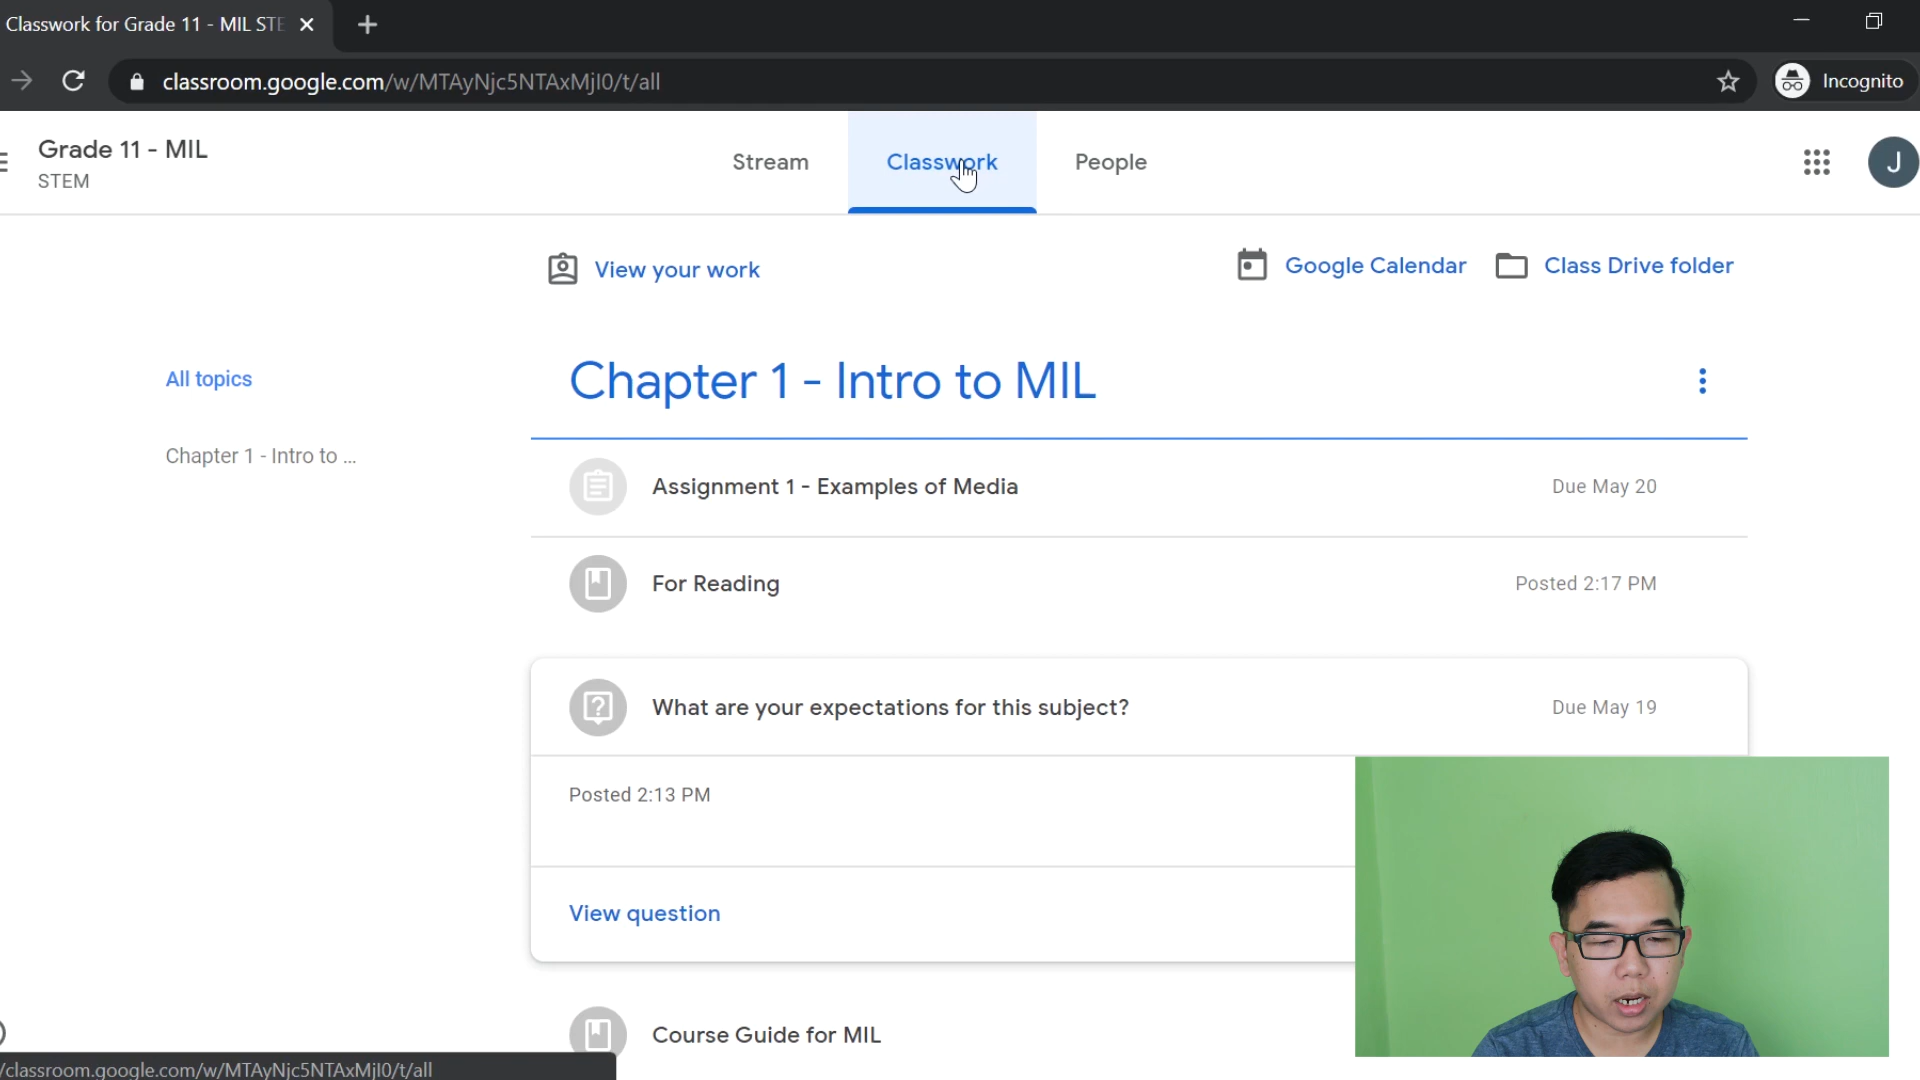 Classwork for Grade 11 - MIL STE
classroom.google.com/w/MTAyNjc5NTAxMjI0/t/all
Incognito
Grade 11 - MIL
STEM
Stream
Classwork
People
J
View your work
Google Calendar
Class Drive folder
All topics
Chapter 1 - Intro to MIL
Chapter 1 - Intro to ...
Assignment 1 - Examples of Media
Due May 20
For Reading
Posted 2:17 PM
What are your expectations for this subject?
Due May 19
Posted 2:13 PM
View question
Course Guide for MIL
/classroom.google.com/w/MTAyNjc5NTAxMjI0/t/all